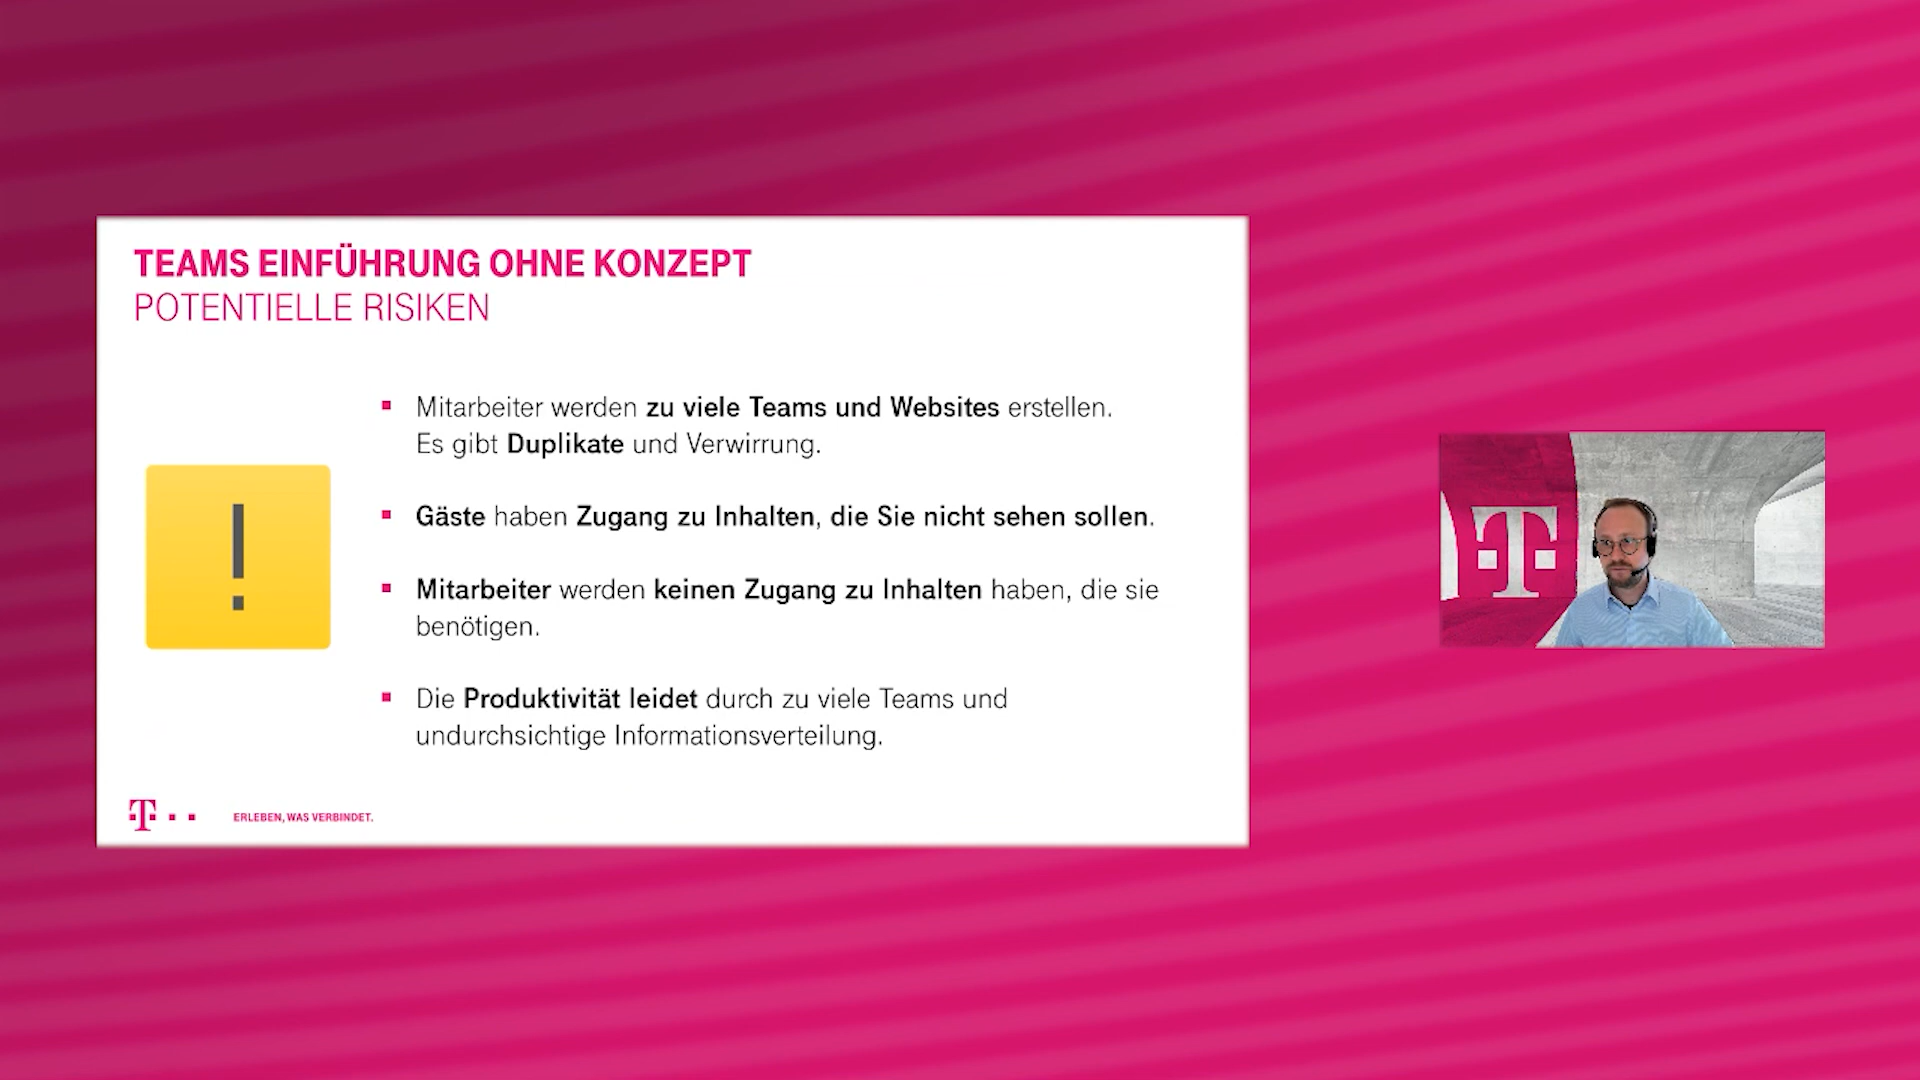 TEAMS EINFÜHRUNG OHNE KONZEPT
POTENTIELLE RISIKEN
Mitarbeiter werden zu viele Teams und Websites erstellen.
Es gibt Duplikate und Verwirrung.
Gäste haben Zugang zu Inhalten, die Sie nicht sehen sollen.
Mitarbeiter werden keinen Zugang zu Inhalten haben, die sie
benötigen.
Die Produktivität leidet durch zu viele Teams und
undurchsichtige Informationsverteilung.
!
T
ERLEBEN, WAS VERBINDET.
T